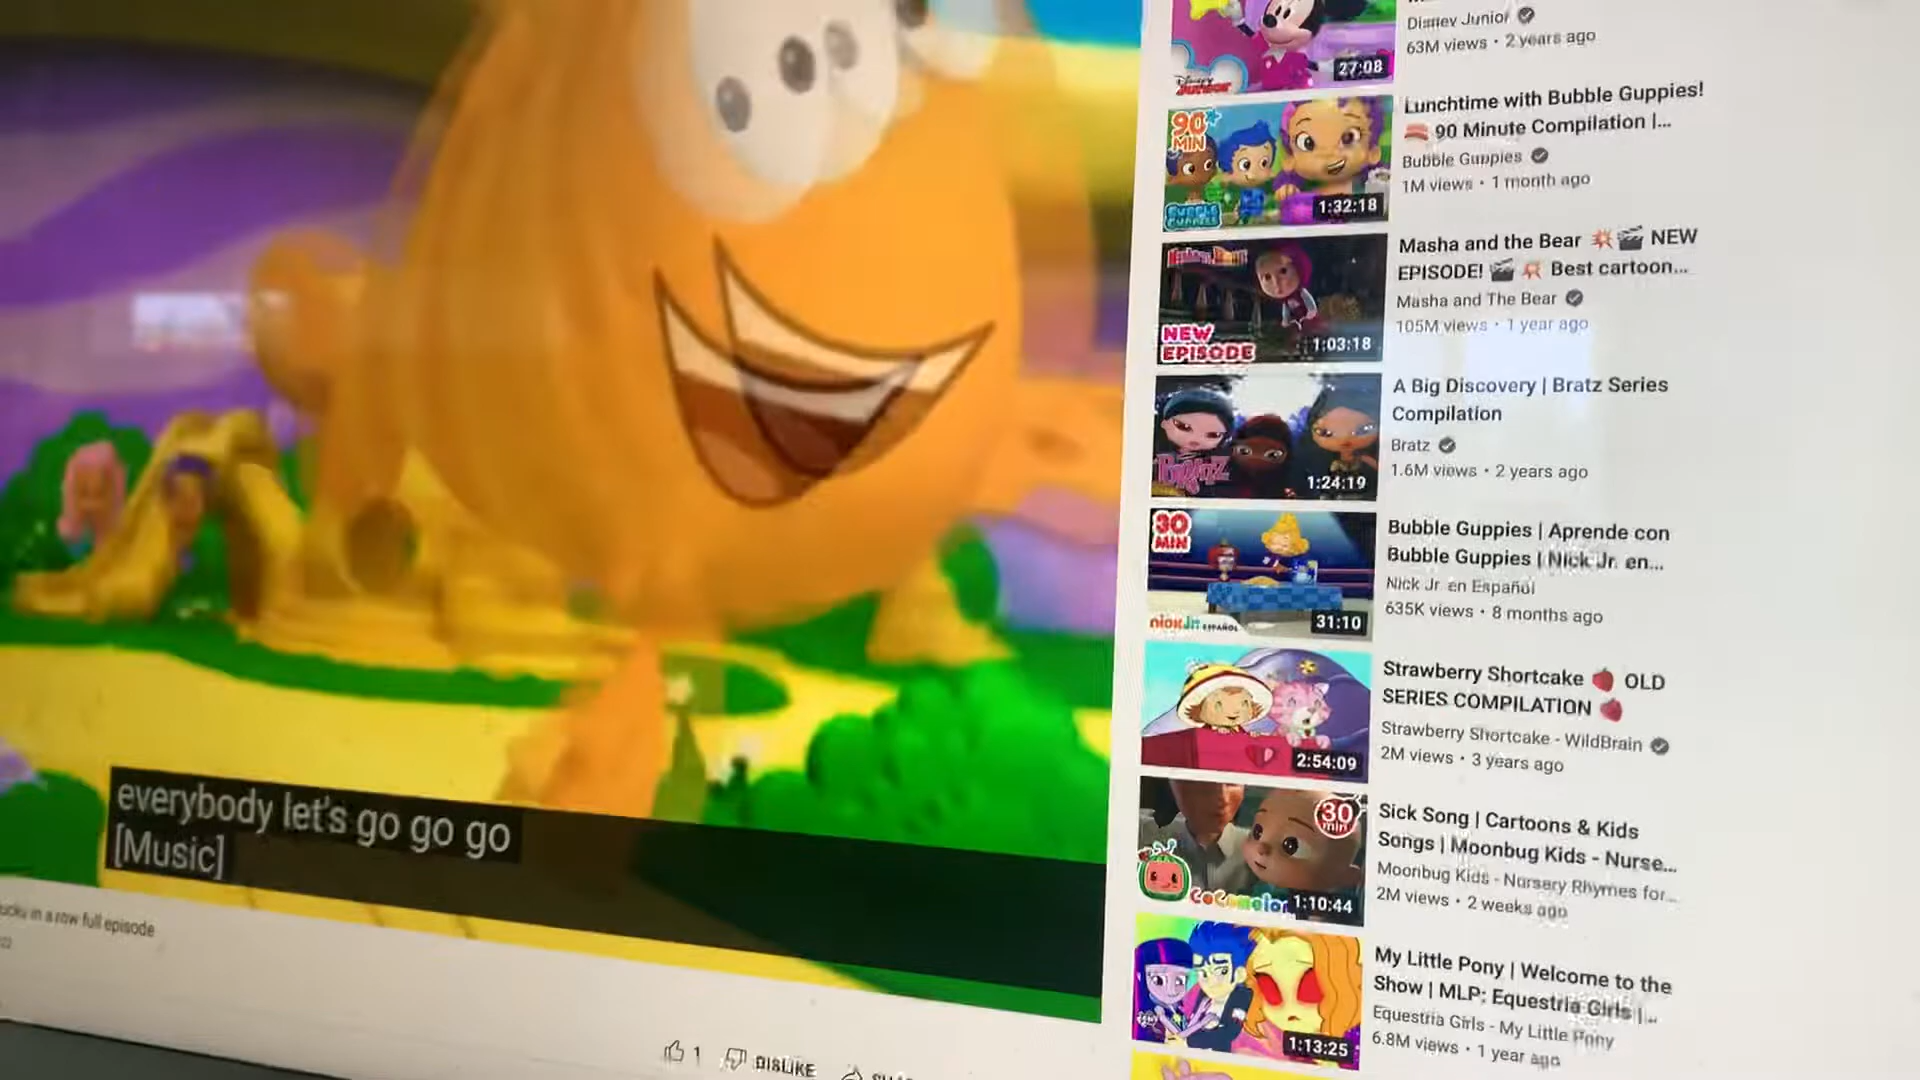 everybody let's go go go
[Music]
in a row full episode
1
DISLIKE
Disney Junior
63M views • 2 years ago
Disney
Junior
27:08
Lunchtime with Bubble Guppies!
🥓 90 Minute Compilation |...
Bubble Guppies
1M views • 1 month ago
90
MIN
BUBBLE
GUPPIES
1:32:18
Masha and the Bear 💥🎬 NEW
EPISODE! 🎬 💥 Best cartoon...
Masha and The Bear
105M views • 1 year ago
NEW
EPISODE
1:03:18
A Big Discovery | Bratz Series
Compilation
Bratz
1.6M views • 2 years ago
BRATZ
1:24:19
Bubble Guppies | Aprende con
Bubble Guppies | Nick Jr. en...
Nick Jr. en Español
635K views • 8 months ago
30
MIN
nick Jr. ESPAÑOL
31:10
Strawberry Shortcake 🍓 OLD
SERIES COMPILATION 🍓
Strawberry Shortcake - WildBrain
2M views • 3 years ago
2:54:09
Sick Song | Cartoons & Kids
Songs | Moonbug Kids - Nurse...
Moonbug Kids - Nursery Rhymes for...
2M views • 2 weeks ago
30
min
CoComelon
1:10:44
My Little Pony | Welcome to the
Show | MLP: Equestria Girls |...
Equestria Girls - My Little Pony
6.8M views • 1 year ago
1:13:25